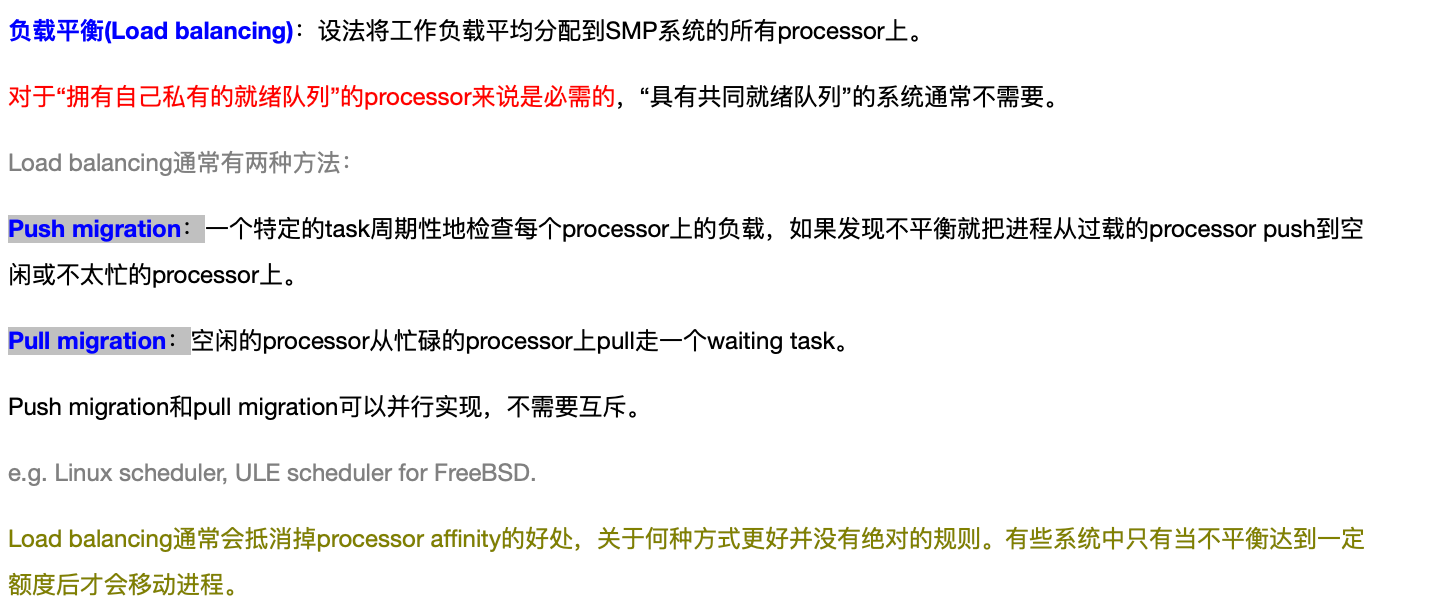 负载平衡(Load balancing)：设法将工作负载平均分配到SMP系统的所有processor上。
对于“拥有自己私有的就绪队列”的processor来说是必需的，“具有共同就绪队列”的系统通常不需要。
Load balancing通常有两种方法：
Push migration：一个特定的task周期性地检查每个processor上的负载，如果发现不平衡就把进程从过载的processor push到空
闲或不太忙的processor上。
Pull migration：空闲的processor从忙碌的processor上pull走一个waiting task。
Push migration和pull migration可以并行实现，不需要互斥。
e.g. Linux scheduler, ULE scheduler for FreeBSD.
Load balancing通常会抵消掉processor affinity的好处，关于何种方式更好并没有绝对的规则。有些系统中只有当不平衡达到一定
额度后才会移动进程。